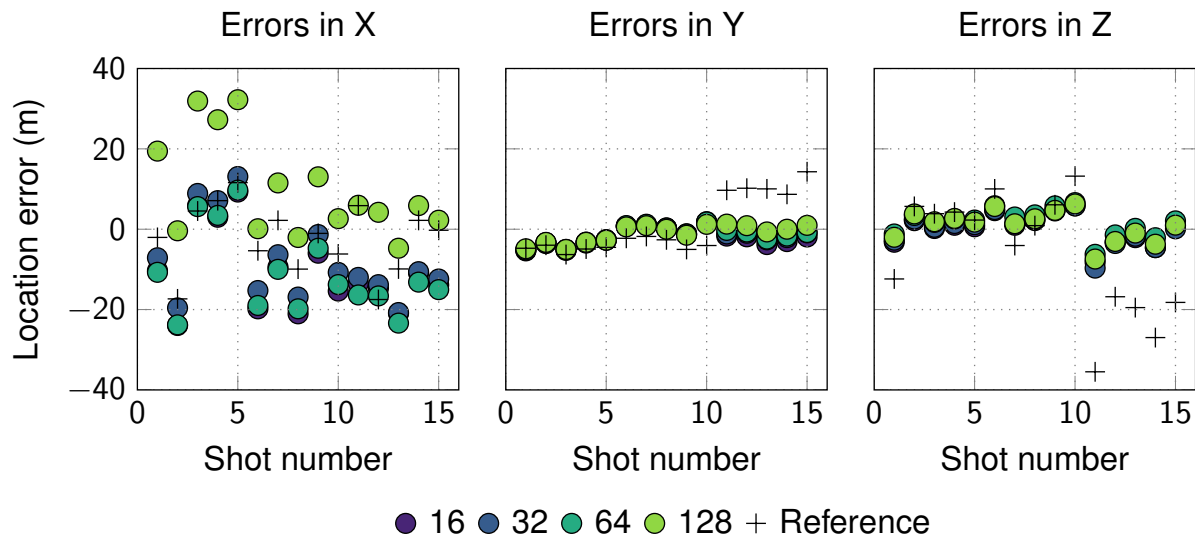 Errors in X Errors in Y Errors in Z
Location error (m)
40
20
0
−20
−40
0 5 10 15 0 5 10 15 0 5 10 15
Shot number Shot number Shot number
16 32 64 128 Reference